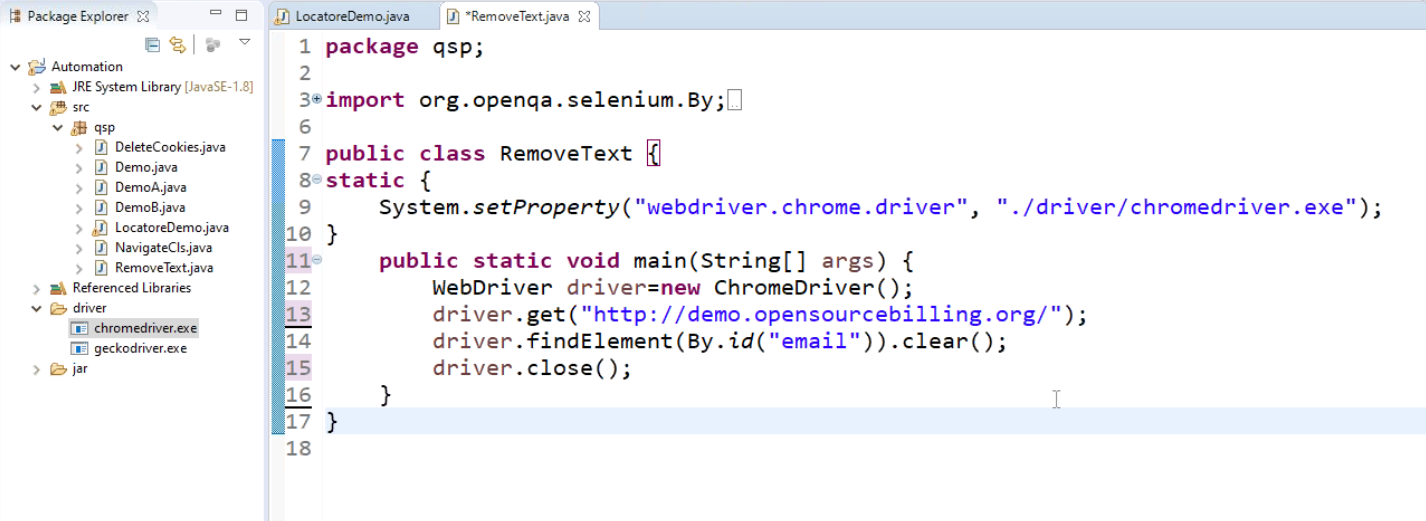 Package Explorer
Automation
JRE System Library [JavaSE-1.8]
src
qsp
DeleteCookies.java
Demo.java
DemoA.java
DemoB.java
LocatoreDemo.java
NavigateCls.java
RemoveText.java
Referenced Libraries
driver
chromedriver.exe
geckodriver.exe
jar
LocatoreDemo.java
*RemoveText.java
1 package qsp;
2
3 import org.openqa.selenium.By;
6
7 public class RemoveText {
8 static {
9 System.setProperty("webdriver.chrome.driver", "./driver/chromedriver.exe");
10 }
11 public static void main(String[] args) {
12 WebDriver driver=new ChromeDriver();
13 driver.get("http://demo.opensourcebilling.org/");
14 driver.findElement(By.id("email")).clear();
15 driver.close();
16 }
17 }
18